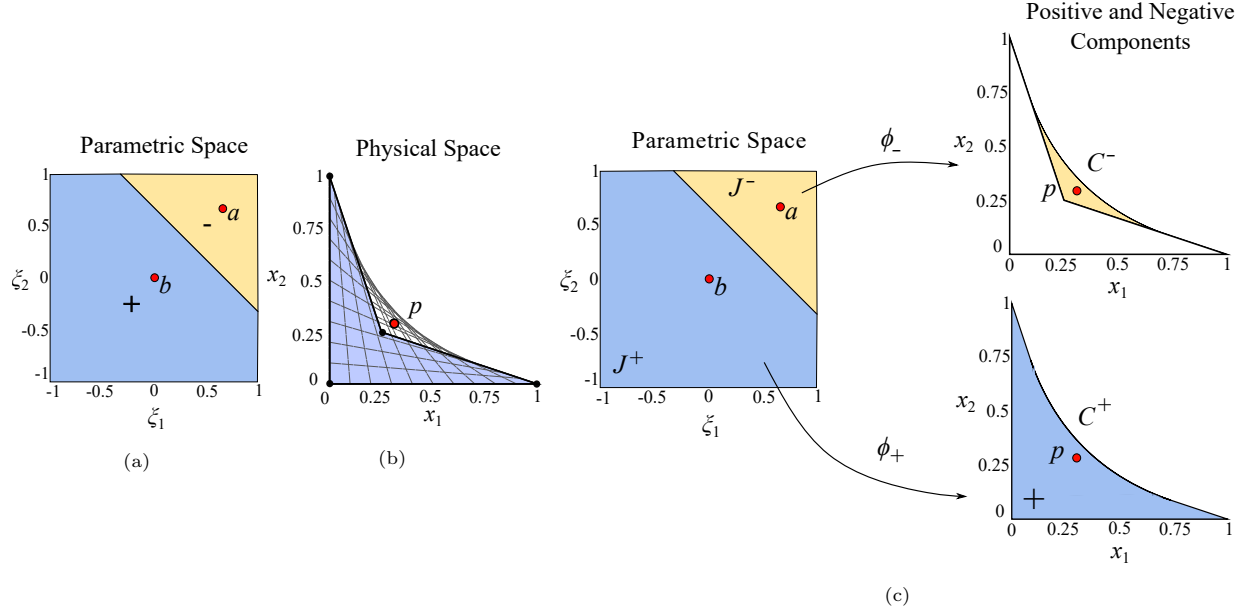 Parametric Space
1
0.5
0
-0.5
-1
ξ2
-1
0
0.5
1
ξ1
a
-
b
+
(a)
Physical Space
1
0.75
0.5
0.25
0
x2
0
0.25
0.5
0.75
1
x1
p
(b)
Parametric Space
1
0.5
0
-0.5
-1
ξ2
-1
-0.5
0
0.5
1
ξ1
J−
a
b
J+
ϕ−
ϕ+
Positive and Negative
Components
1
0.75
0.5
0.25
0
x2
0
0.25
0.5
0.75
1
x1
C−
p
1
0.75
0.5
0.25
0
x2
0
0.25
0.5
0.75
1
x1
C+
p
+
(c)